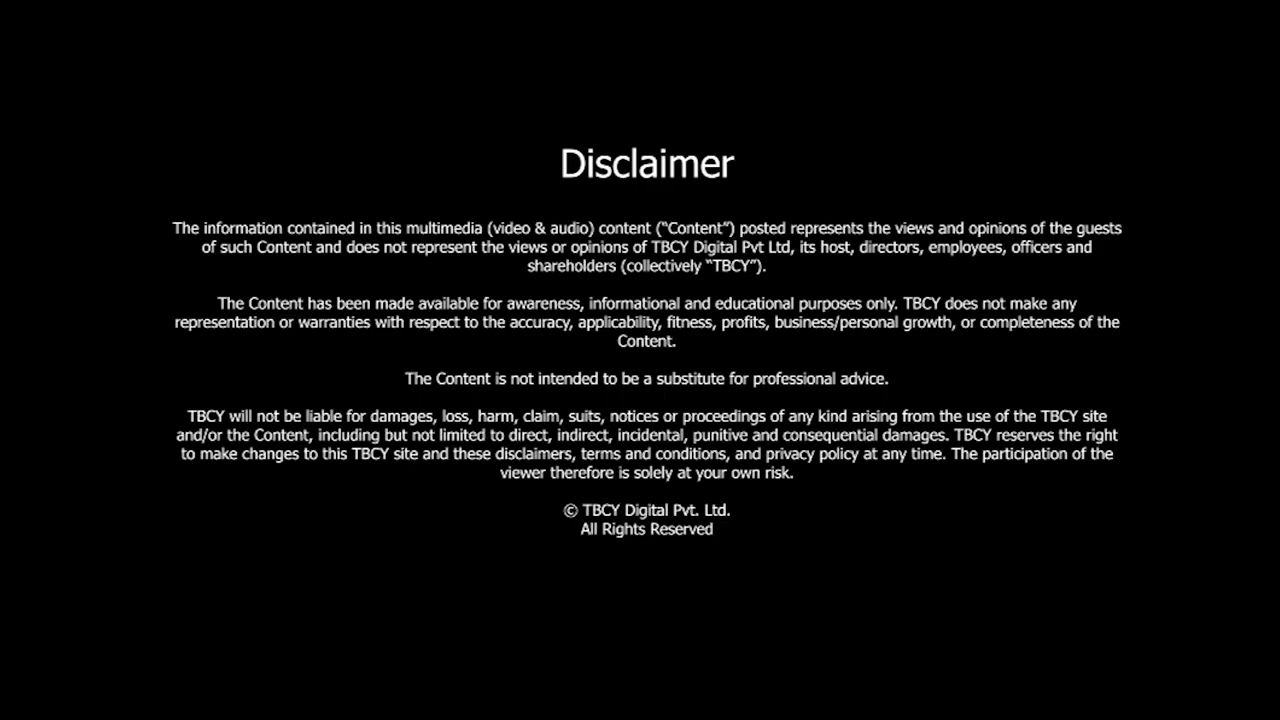 Disclaimer
The information contained in this multimedia (video & audio) content (“Content”) posted represents the views and opinions of the guests
of such Content and does not represent the views or opinions of TBCY Digital Pvt Ltd, its host, directors, employees, officers and
shareholders (collectively “TBCY”).
The Content has been made available for awareness, informational and educational purposes only. TBCY does not make any
representation or warranties with respect to the accuracy, applicability, fitness, profits, business/personal growth, or completeness of the
Content.
The Content is not intended to be a substitute for professional advice.
TBCY will not be liable for damages, loss, harm, claim, suits, notices or proceedings of any kind arising from the use of the TBCY site
and/or the Content, including but not limited to direct, indirect, incidental, punitive and consequential damages. TBCY reserves the right
to make changes to this TBCY site and these disclaimers, terms and conditions, and privacy policy at any time. The participation of the
viewer therefore is solely at your own risk.
© TBCY Digital Pvt. Ltd.
All Rights Reserved